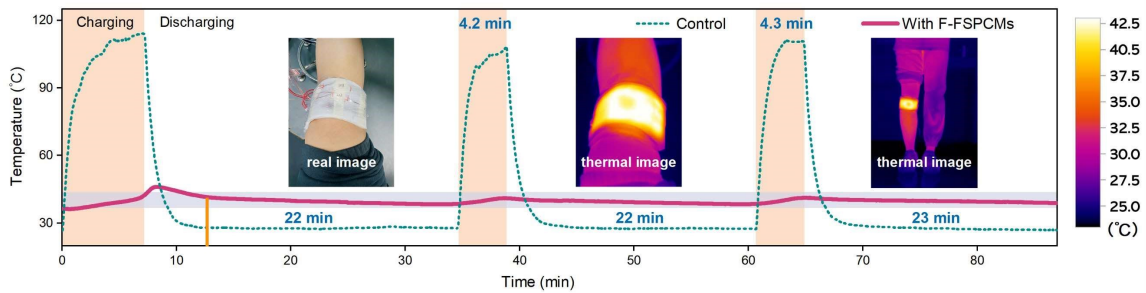 120
90
60
30
Temperature (°C)
Charging
Discharging
4.2 min
Control
4.3 min
With F-FSPCMs
real image
thermal image
thermal image
22 min
22 min
23 min
0
10
20
30
40
50
60
70
80
Time (min)
42.5
40.0
37.5
35.0
32.5
30.0
27.5
25.0
(°C)